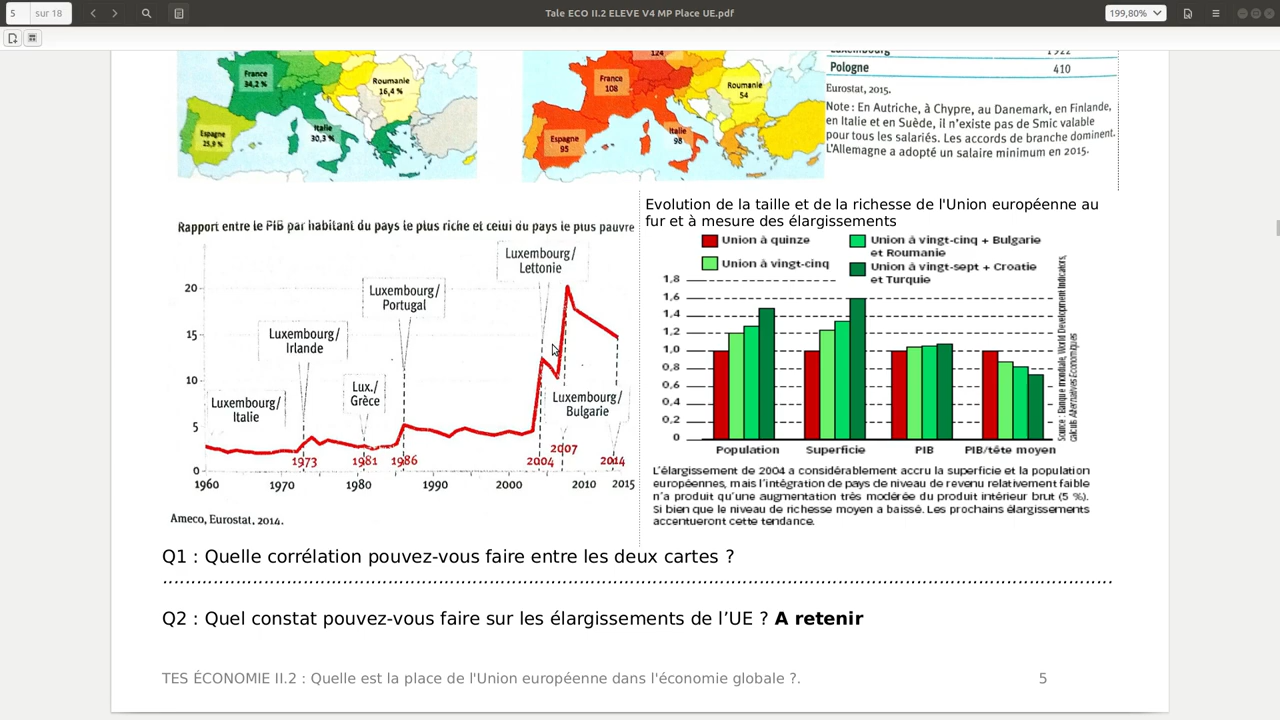 5 sur 18
Tale ECO II.2 ELEVE V4 MP Place UE.pdf
199,80%
France
34,2 %
Roumanie
16,4 %
Espagne
25,9 %
Italie
30,3 %
124
France
108
Roumanie
54
Espagne
95
Italie
98
Luxembourg 1 922
Pologne 410
Eurostat, 2015.
Note : En Autriche, à Chypre, au Danemark, en Finlande,
en Italie et en Suède, il n'existe pas de Smic valable
pour tous les salariés. Les accords de branche dominent.
L'Allemagne a adopté un salaire minimum en 2015.
Rapport entre le PIB par habitant du pays le plus riche et celui du pays le plus pauvre
Luxembourg/
Lettonie
Luxembourg/
Portugal
Luxembourg/
Irlande
Lux./
Grèce
Luxembourg/
Italie
Luxembourg/
Bulgarie
20
15
10
5
0
1973
1981
1986
2004
2007
2014
1960
1970
1980
1990
2000
2010
2015
Ameco, Eurostat, 2014.
Evolution de la taille et de la richesse de l'Union européenne au
fur et à mesure des élargissements
Union à quinze
Union à vingt-cinq
Union à vingt-cinq + Bulgarie
et Roumanie
Union à vingt-sept + Croatie
et Turquie
1,8
1,6
1,4
1,2
1,0
0,8
0,6
0,4
0,2
0
Population
Superficie
PIB
PIB/tête moyen
Source : Banque mondiale, World Development Indicators,
calculs Alternatives Economiques
L'élargissement de 2004 a considérablement accru la superficie et la population
européennes, mais l'intégration de pays de niveau de revenu relativement faible
n'a produit qu'une augmentation très modérée du produit intérieur brut (5 %).
Si bien que le niveau de richesse moyen a baissé. Les prochains élargissements
accentueront cette tendance.
Q1 : Quelle corrélation pouvez-vous faire entre les deux cartes ?
Q2 : Quel constat pouvez-vous faire sur les élargissements de l'UE ? A retenir
TES ÉCONOMIE II.2 : Quelle est la place de l'Union européenne dans l'économie globale ?. 5